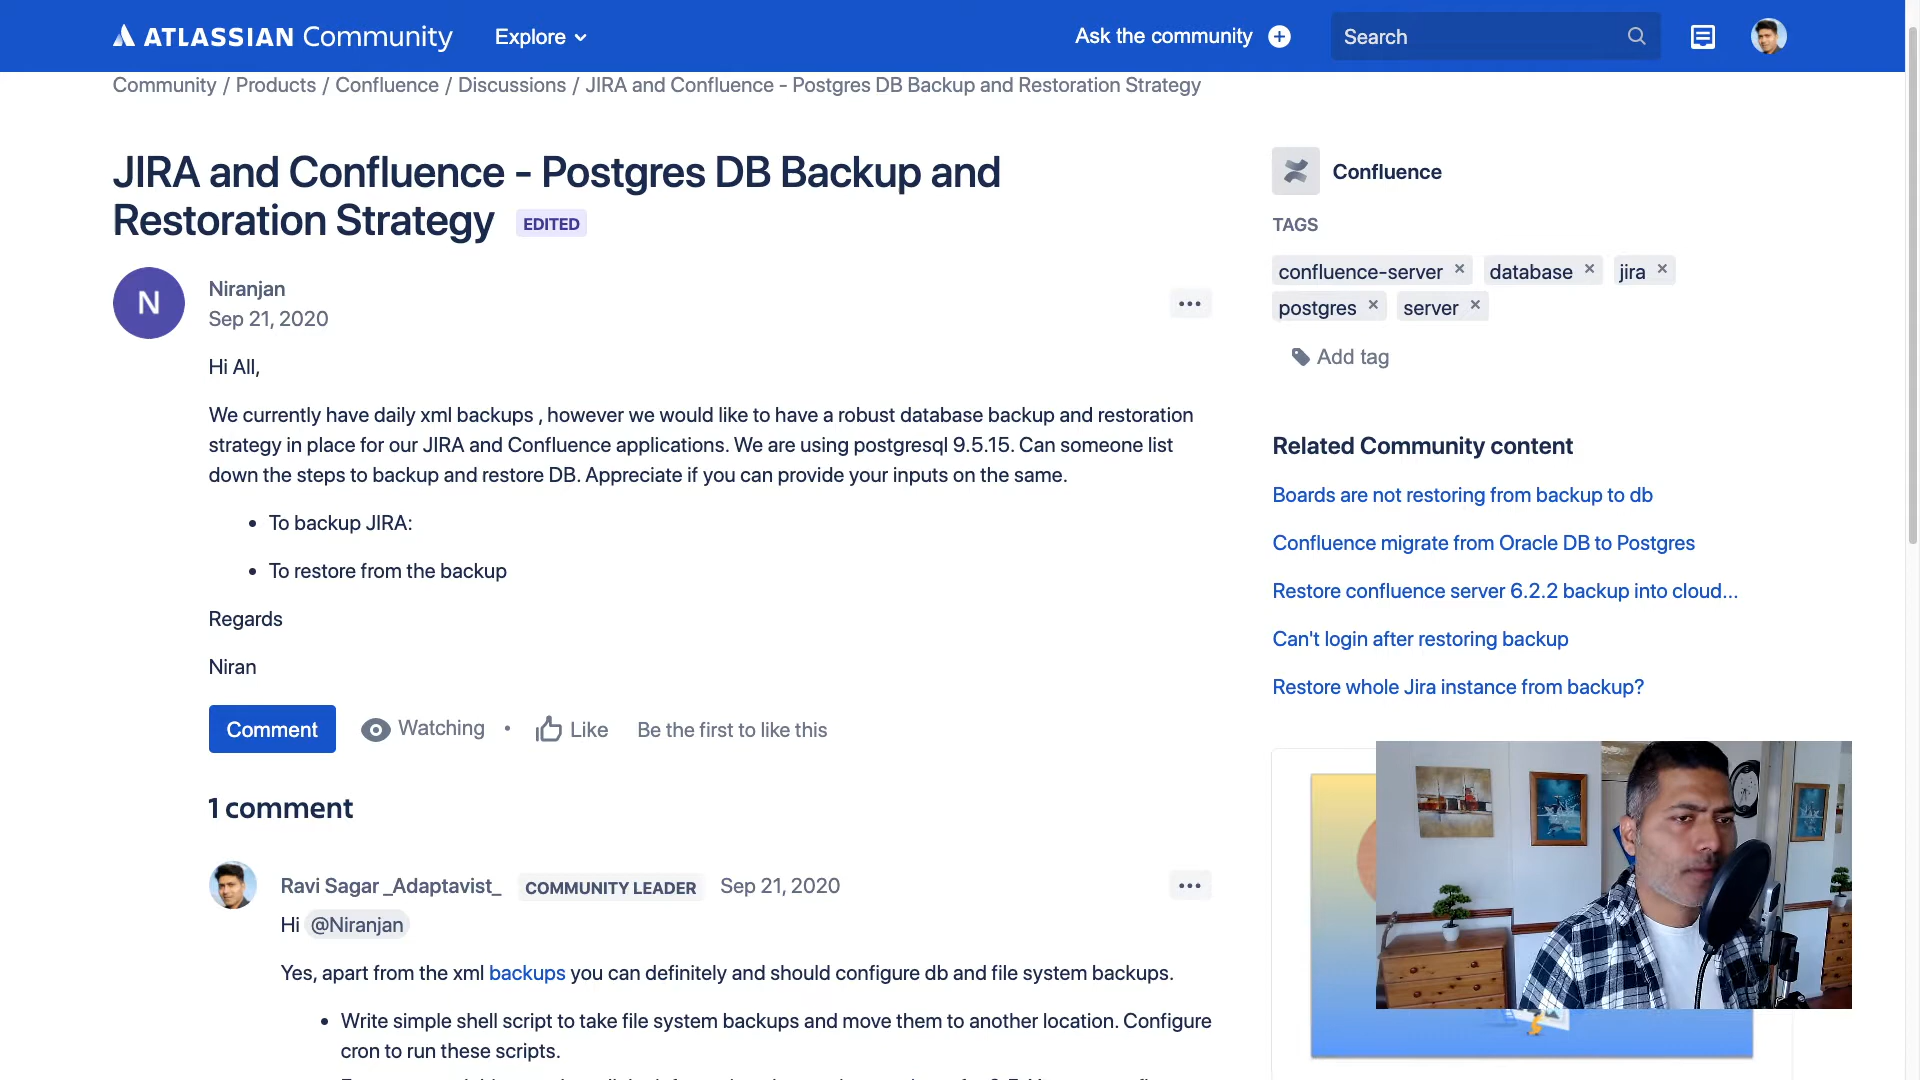 ATLASSIAN Community
Explore
Ask the community
Search
Community / Products / Confluence / Discussions / JIRA and Confluence - Postgres DB Backup and Restoration Strategy
JIRA and Confluence - Postgres DB Backup and
Restoration Strategy EDITED
N
Niranjan
Sep 21, 2020
Hi All,
We currently have daily xml backups , however we would like to have a robust database backup and restoration
strategy in place for our JIRA and Confluence applications. We are using postgresql 9.5.15. Can someone list
down the steps to backup and restore DB. Appreciate if you can provide your inputs on the same.
• To backup JIRA:
• To restore from the backup
Regards
Niran
Comment Watching • Like Be the first to like this
1 comment
Ravi Sagar _Adaptavist_ COMMUNITY LEADER Sep 21, 2020
Hi @Niranjan
Yes, apart from the xml backups you can definitely and should configure db and file system backups.
• Write simple shell script to take file system backups and move them to another location. Configure
cron to run these scripts.
Confluence
TAGS
confluence-server × database × jira ×
postgres × server ×
Add tag
Related Community content
Boards are not restoring from backup to db
Confluence migrate from Oracle DB to Postgres
Restore confluence server 6.2.2 backup into cloud...
Can't login after restoring backup
Restore whole Jira instance from backup?